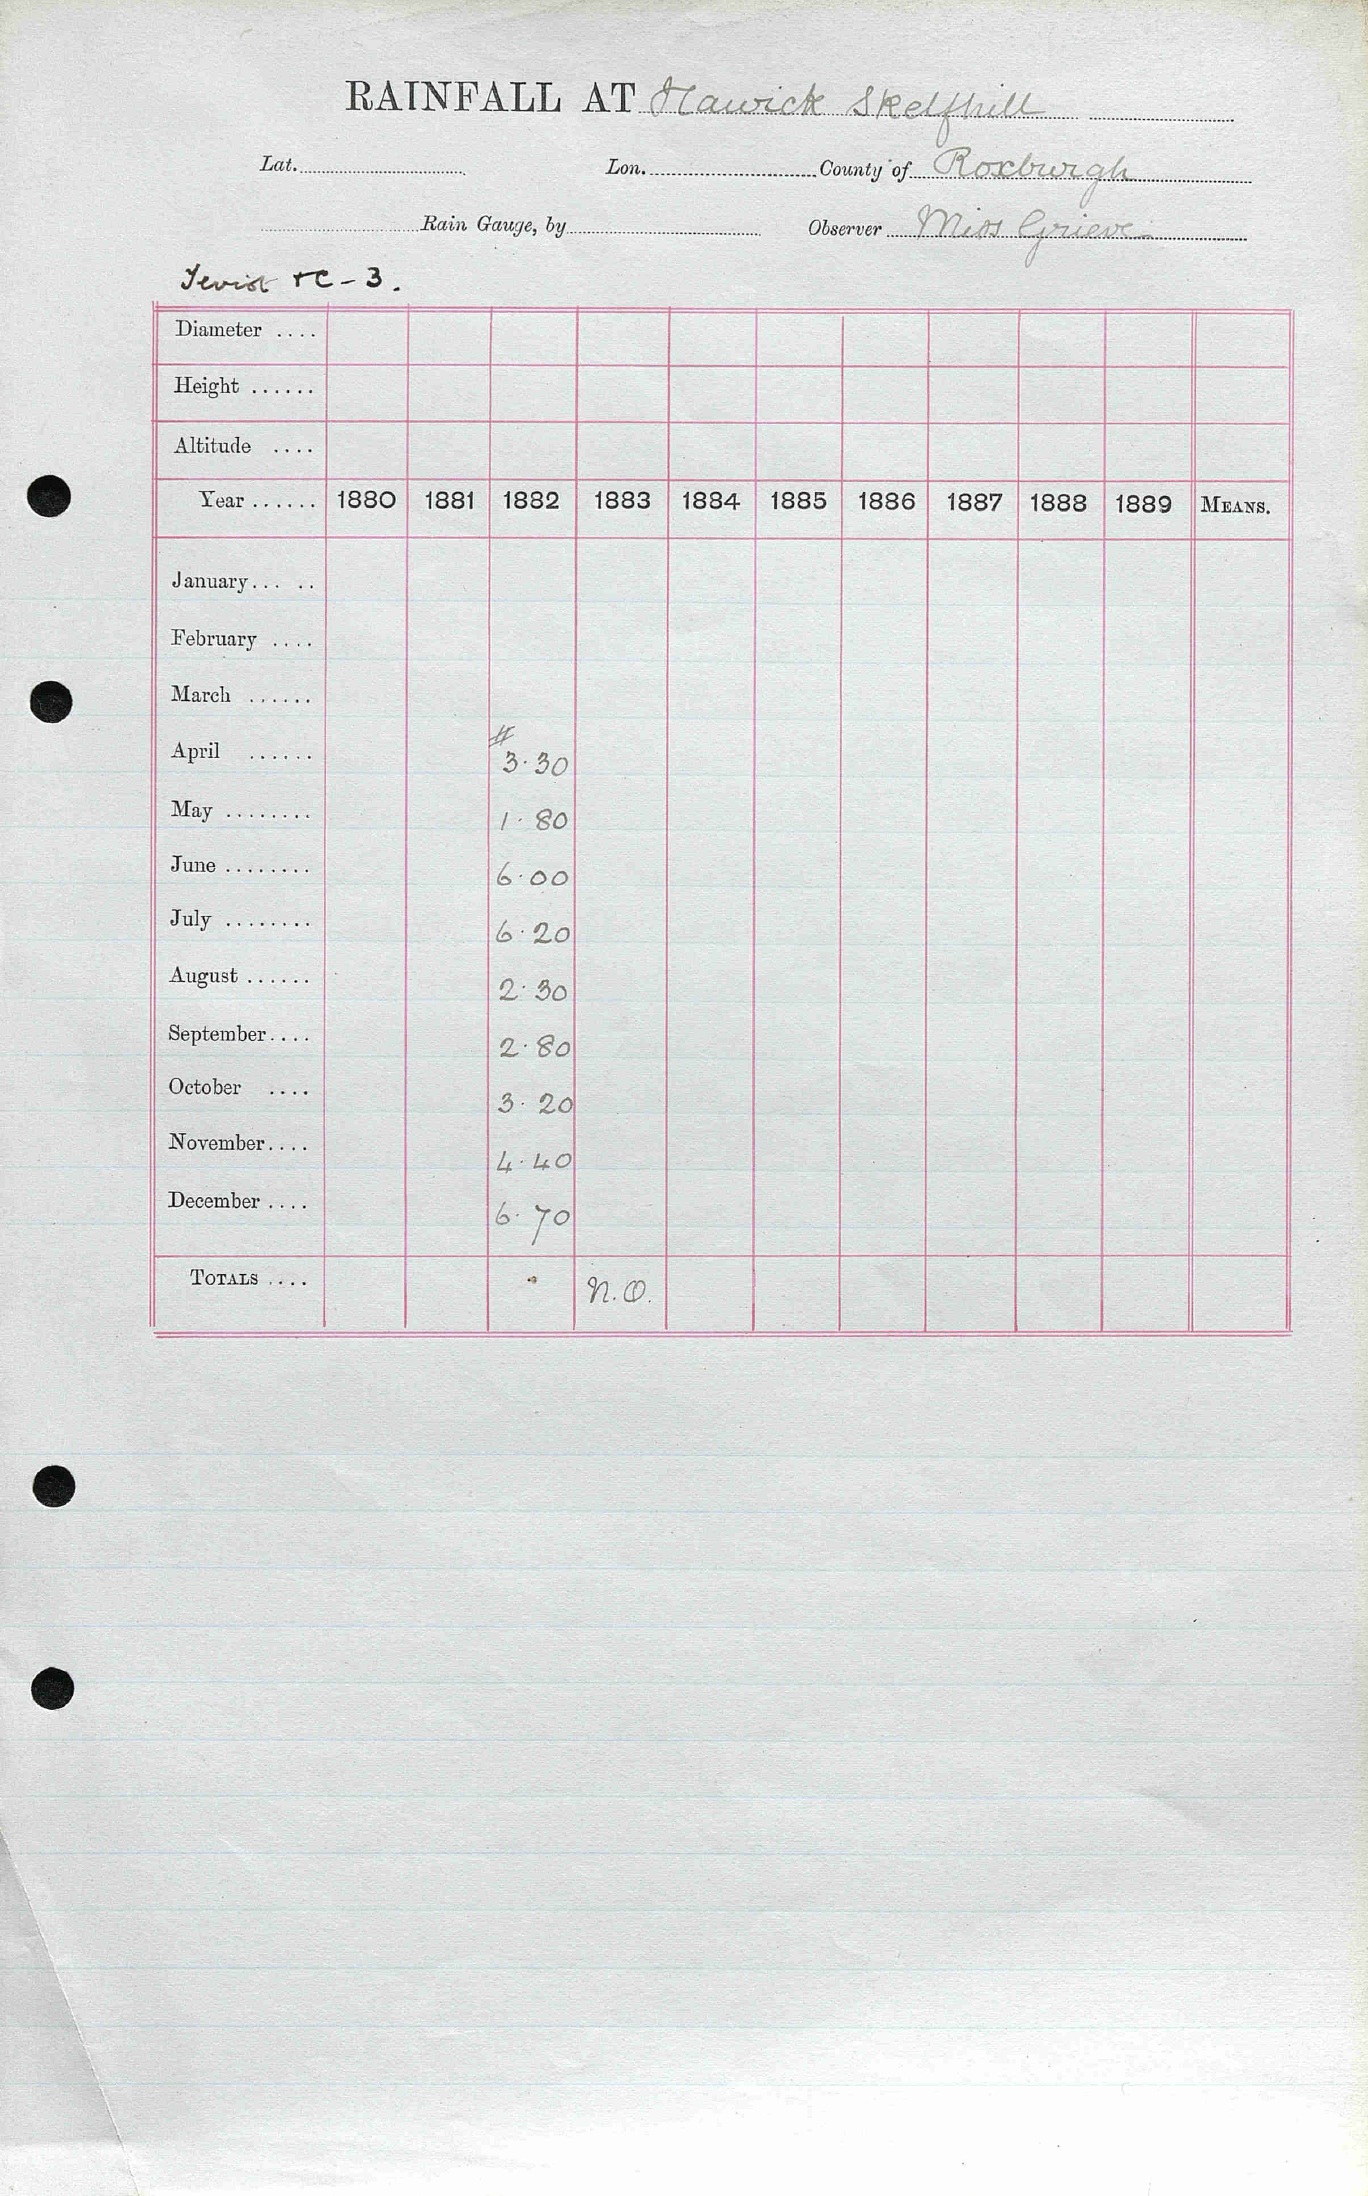 RAINFALL AT Hawick Skelfhill
Lat. Lon. County of Roxburgh
Rain Gauge, by Observer Miss Grieve
Teviot TC-3.
Diameter ....
Height ......
Altitude ....
Year ...... 1880 1881 1882 1883 1884 1885 1886 1887 1888 1889 MEANS.
January... ..
February ....
March ......
April ...... # 3.30
May ........ 1.80
June ........ 6.00
July ........ 6.20
August ...... 2.30
September.... 2.80
October .... 3.20
November.... 4.40
December .... 6.70
TOTALS .... N.O.